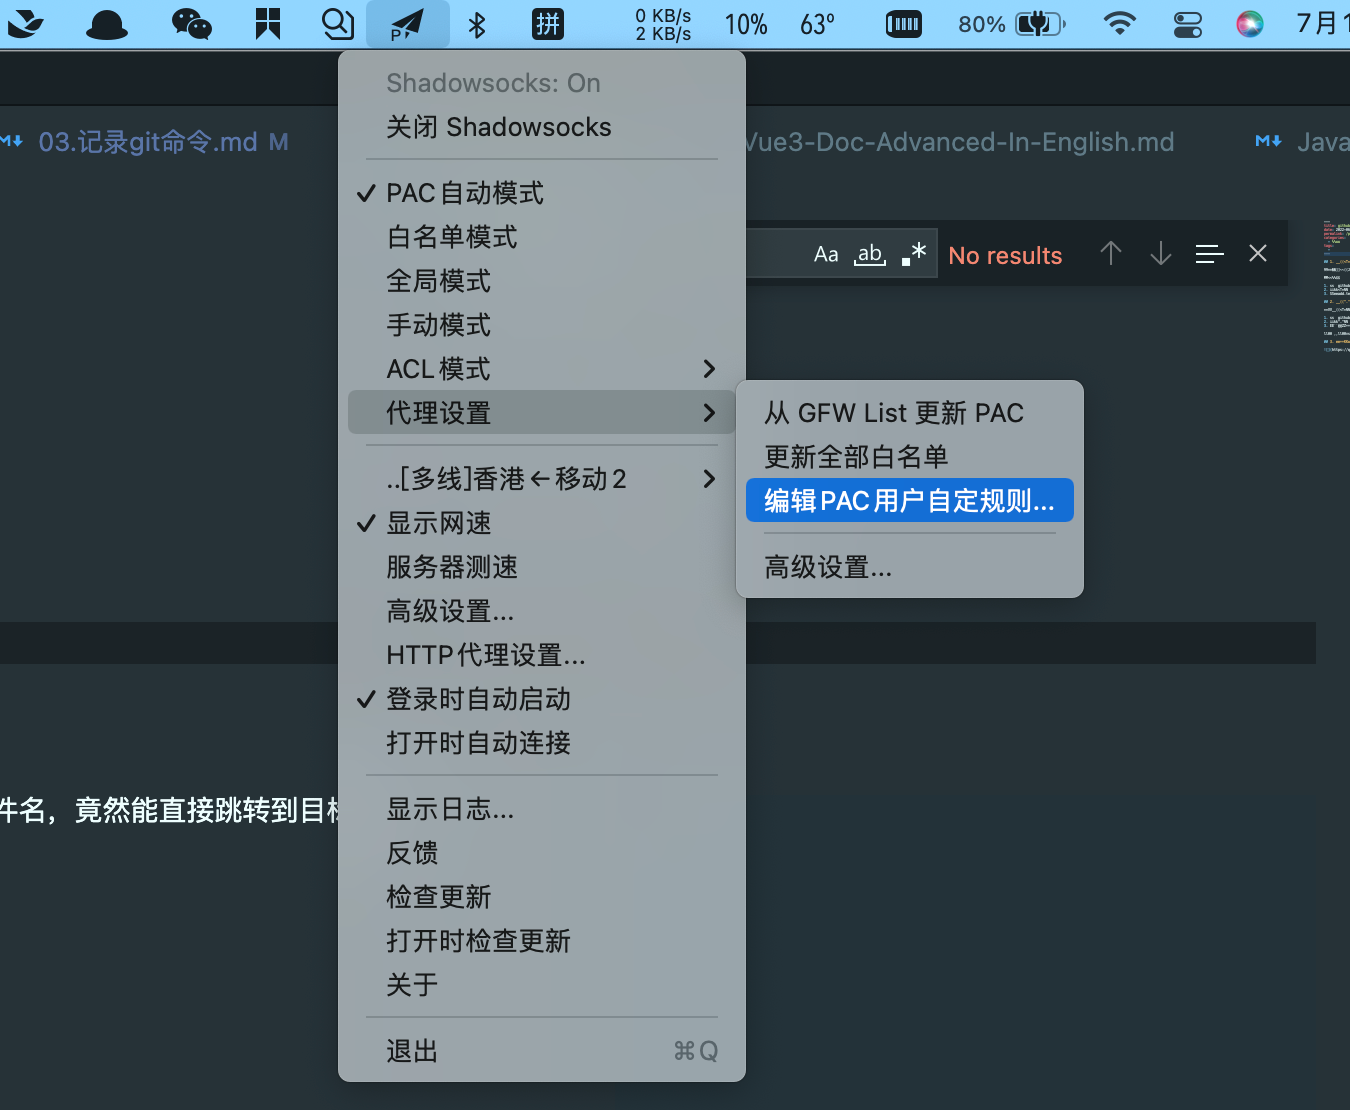 P
拼
0 KB/s
2 KB/s
10%
63°
80%
7月1
Shadowsocks: On
关闭 Shadowsocks
03.记录git命令.md M
Vue3-Doc-Advanced-In-English.md
Java
✓ PAC自动模式
白名单模式
Aa ab .*
No results
全局模式
手动模式
ACL模式
代理设置
从 GFW List 更新 PAC
更新全部白名单
编辑PAC用户自定规则...
高级设置...
..[多线]香港←移动2
✓ 显示网速
服务器测速
高级设置...
HTTP代理设置...
✓ 登录时自动启动
打开时自动连接
件名，竟然能直接跳转到目标
显示日志...
反馈
检查更新
打开时检查更新
关于
退出 ⌘Q